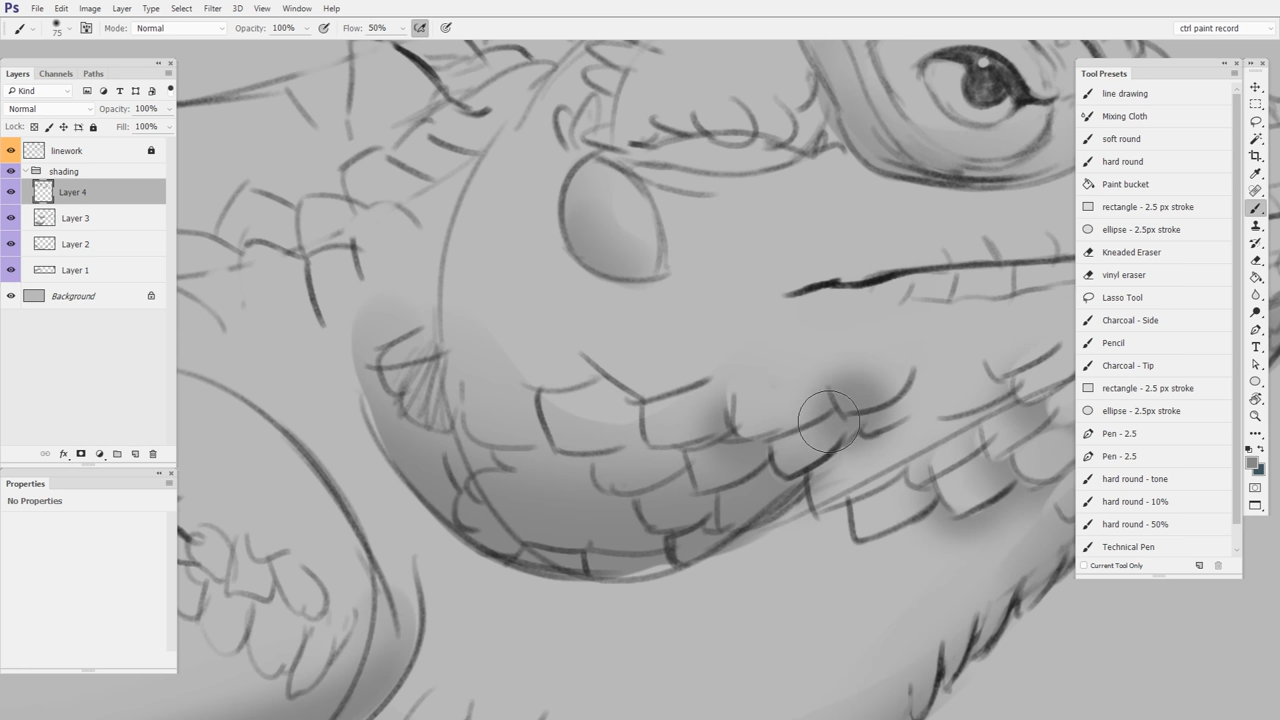 Ps File Edit Image Layer Type Select Filter 3D View Window Help
75 Mode: Normal Opacity: 100% Flow: 50% ctrl paint record
Layers Channels Paths
Kind
Normal Opacity: 100%
Lock: Fill: 100%
linework
shading
Layer 4
Layer 3
Layer 2
Layer 1
Background
fx
Properties
No Properties
Tool Presets
line drawing
Mixing Cloth
soft round
hard round
Paint bucket
rectangle - 2.5 px stroke
ellipse - 2.5px stroke
Kneaded Eraser
vinyl eraser
Lasso Tool
Charcoal - Side
Pencil
Charcoal - Tip
rectangle - 2.5 px stroke
ellipse - 2.5px stroke
Pen - 2.5
Pen - 2.5
hard round - tone
hard round - 10%
hard round - 50%
Technical Pen
Current Tool Only